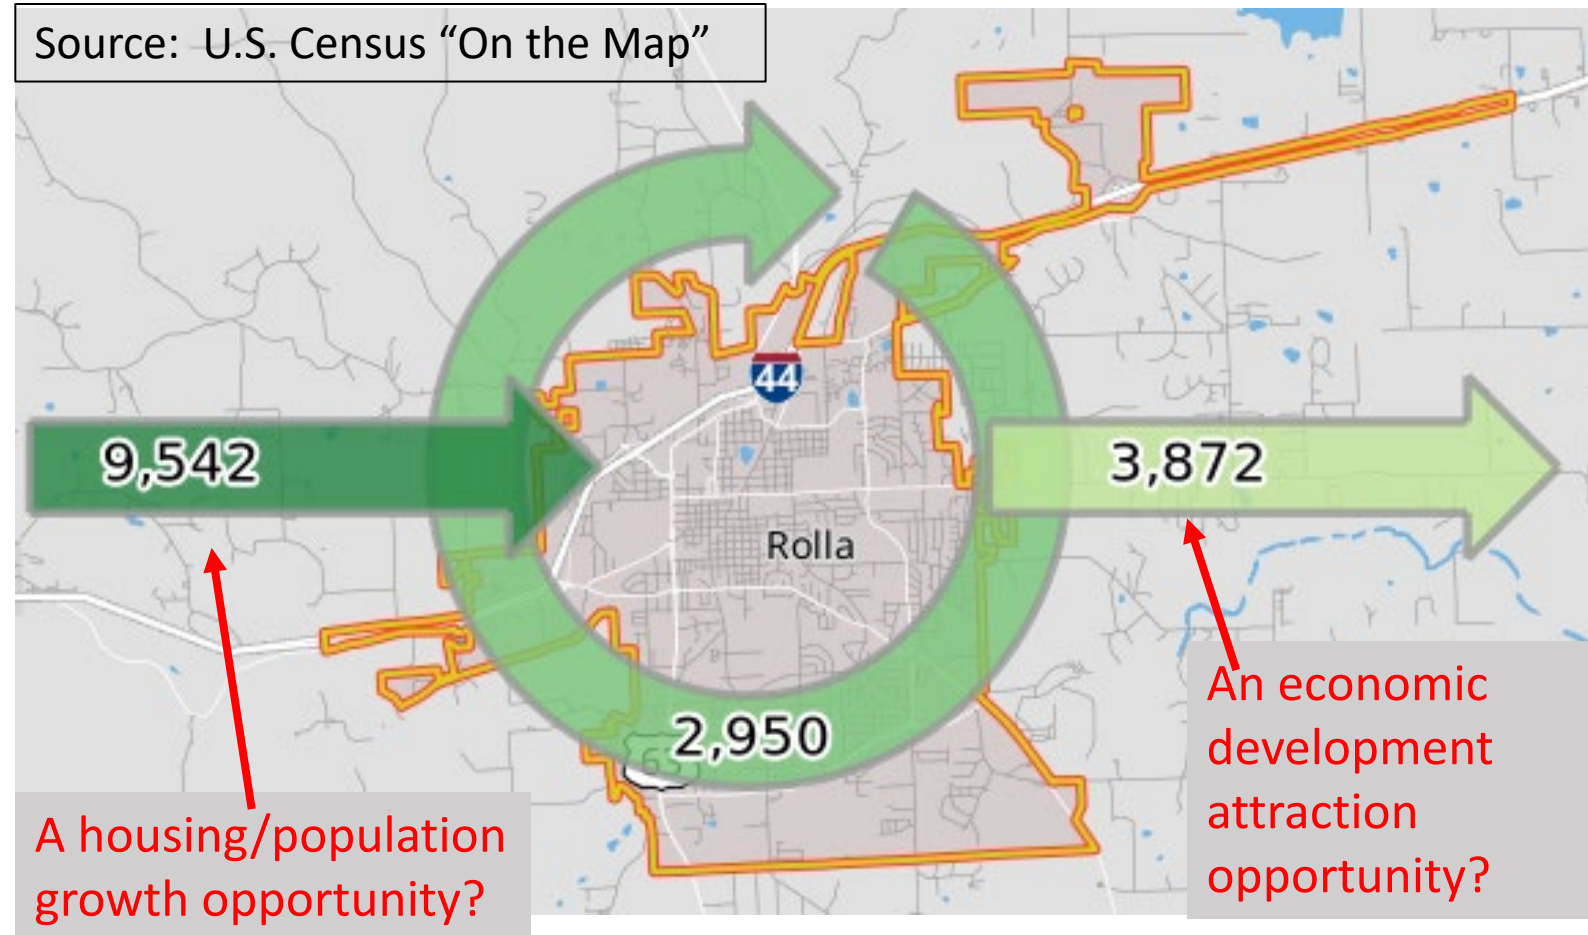 Source:  U.S. Census “On the Map”
44
9,542
3,872
Rolla
2,950
63
A housing/population
growth opportunity?
An economic
development
attraction
opportunity?